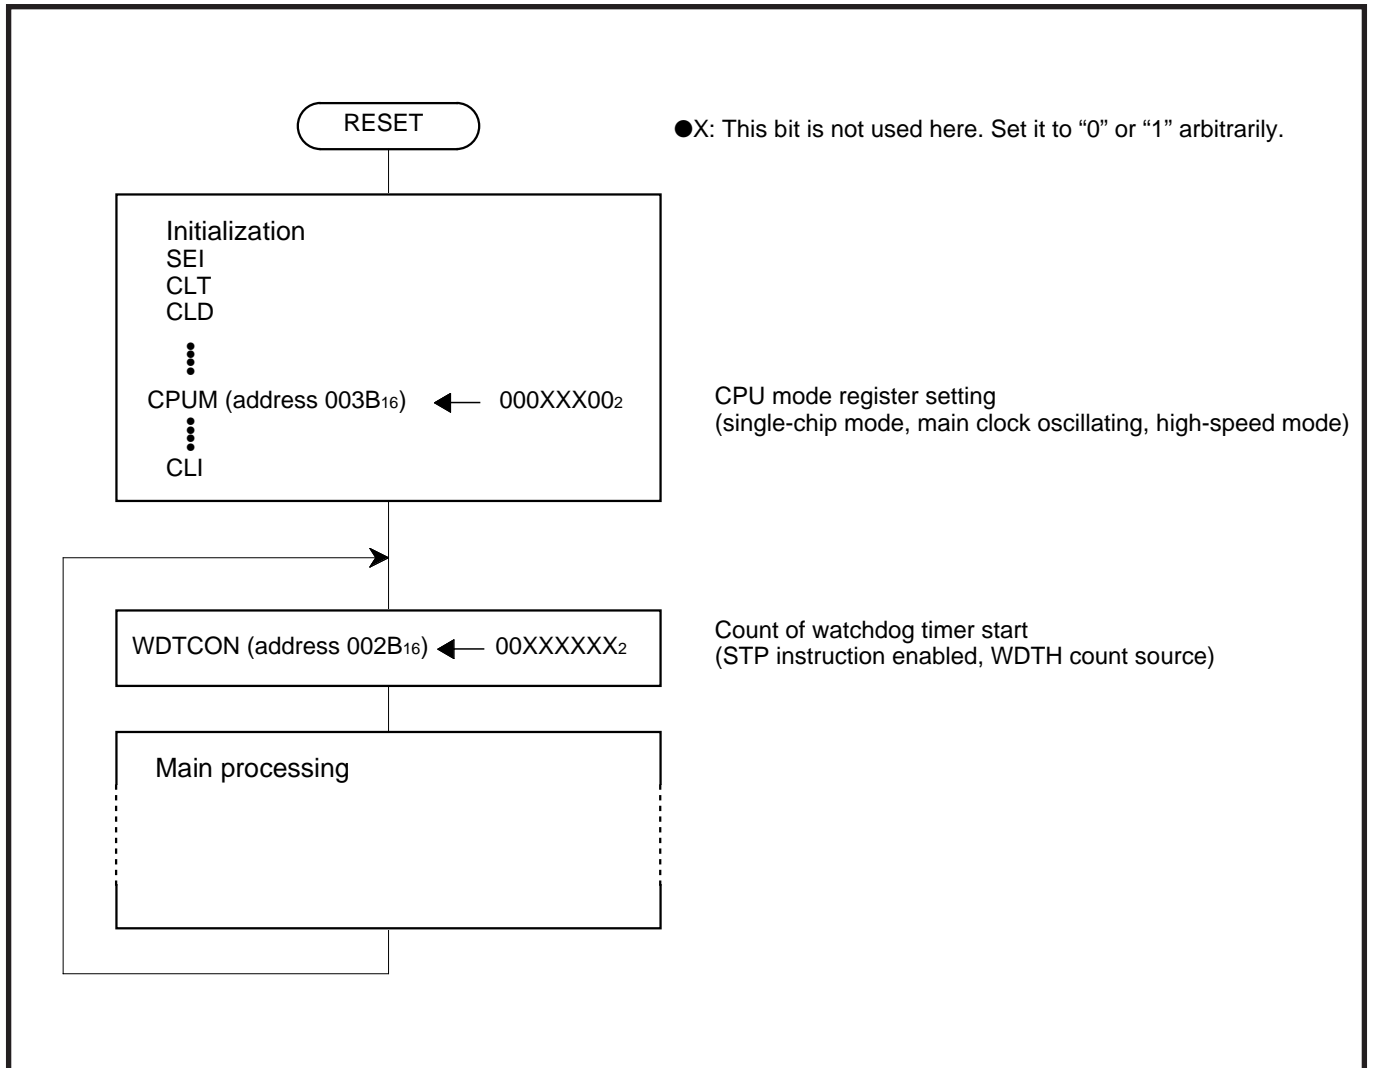 RESET
●X: This bit is not used here. Set it to “0” or “1” arbitrarily.
Initialization
SEI
CLT
CLD
CPUM (address 003B16) ← 000XXX002
CPU mode register setting
(single-chip mode, main clock oscillating, high-speed mode)
CLI
WDTCON (address 002B16) ← 00XXXXXX2
Count of watchdog timer start
(STP instruction enabled, WDTH count source)
Main processing